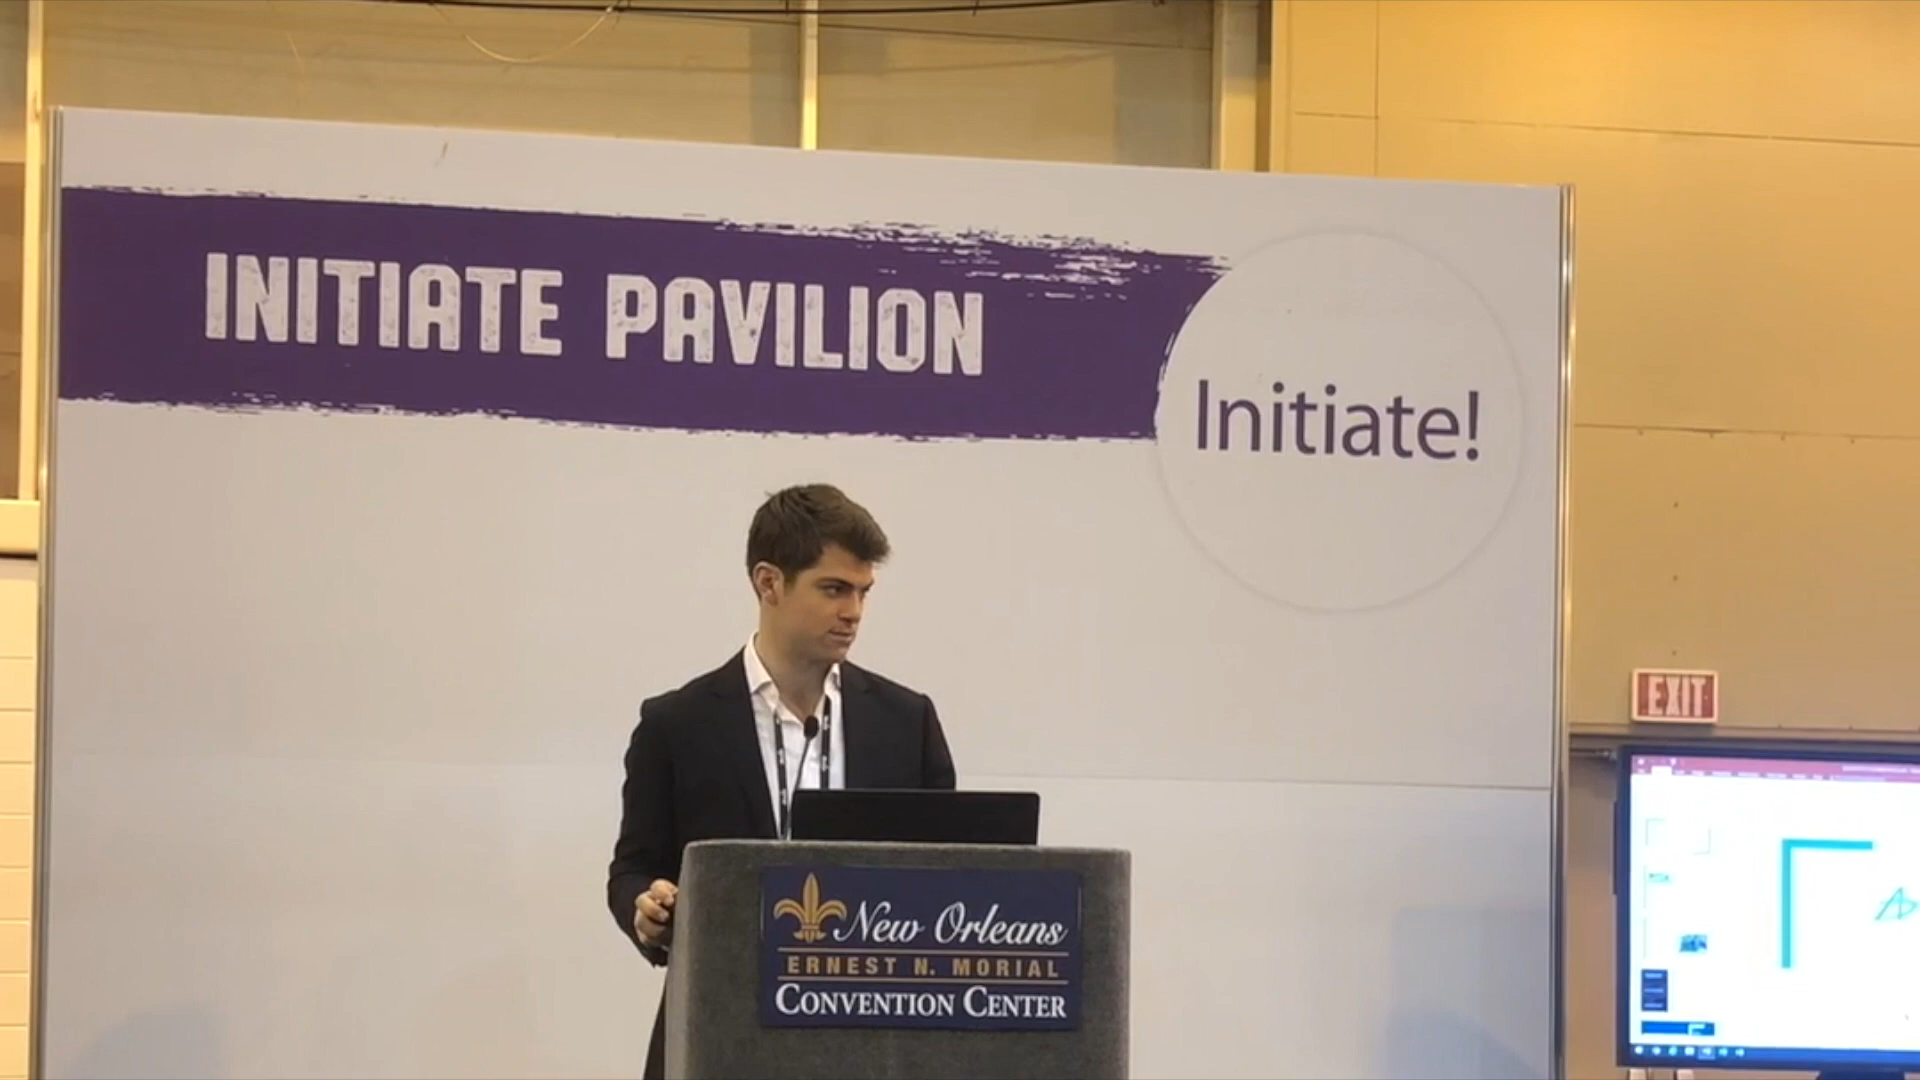 INITIATE PAVILION
Initiate!
EXIT
New Orleans
ERNEST N. MORIAL
CONVENTION CENTER